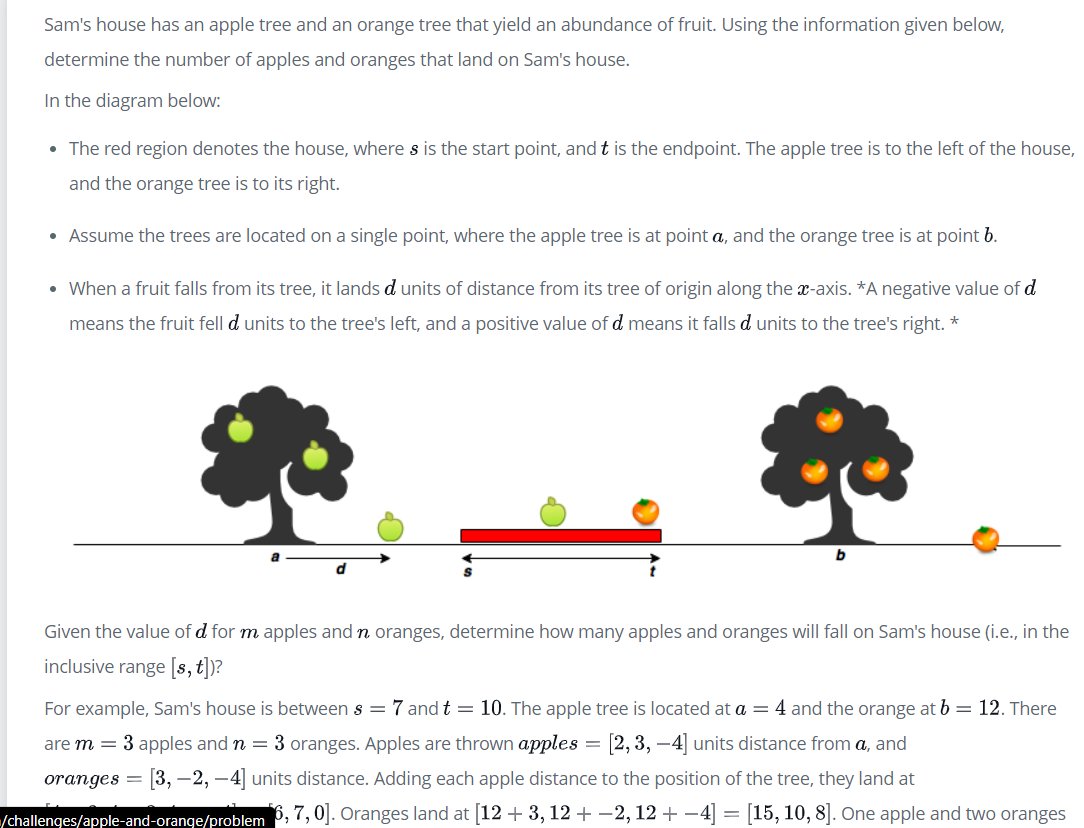 Sam's house has an apple tree and an orange tree that yield an abundance of fruit. Using the information given below,
determine the number of apples and oranges that land on Sam's house.
In the diagram below:
• The red region denotes the house, where s is the start point, and t is the endpoint. The apple tree is to the left of the house,
and the orange tree is to its right.
• Assume the trees are located on a single point, where the apple tree is at point a, and the orange tree is at point b.
• When a fruit falls from its tree, it lands d units of distance from its tree of origin along the x-axis. *A negative value of d
means the fruit fell d units to the tree's left, and a positive value of d means it falls d units to the tree's right. *
a
d
s
t
b
Given the value of d for m apples and n oranges, determine how many apples and oranges will fall on Sam's house (i.e., in the
inclusive range [s, t])?
For example, Sam's house is between s = 7 and t = 10. The apple tree is located at a = 4 and the orange at b = 12. There
are m = 3 apples and n = 3 oranges. Apples are thrown apples = [2, 3, −4] units distance from a, and
oranges = [3, −2, −4] units distance. Adding each apple distance to the position of the tree, they land at
6, 7, 0]. Oranges land at [12 + 3, 12 + −2, 12 + −4] = [15, 10, 8]. One apple and two oranges
/challenges/apple-and-orange/problem